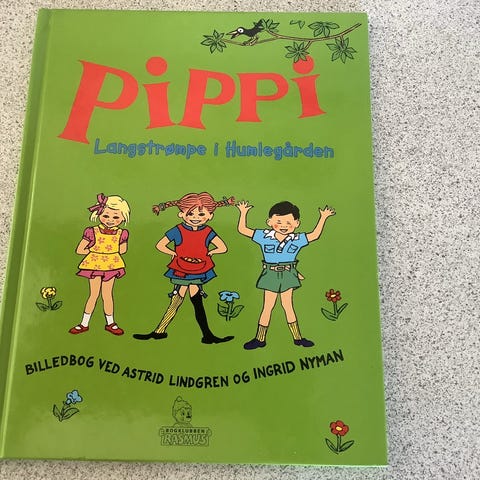 Pippi
Langstrømpe i Humlegården
BILLEDBOG VED ASTRID LINDGREN OG INGRID NYMAN
BOGKLUBBEN
RASMUS